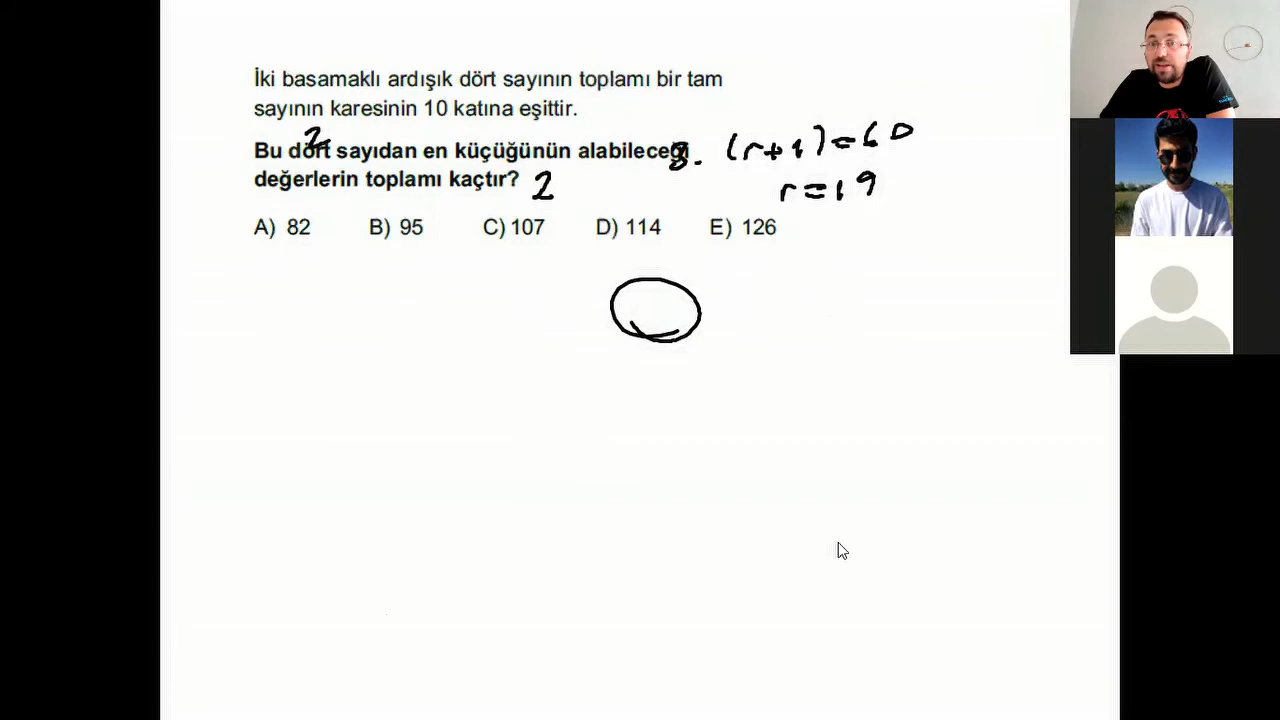 İki basamaklı ardışık dört sayının toplamı bir tam
sayının karesinin 10 katına eşittir.
2
Bu dört sayıdan en küçüğünün alabileceği
değerlerin toplamı kaçtır? 2
3. (r+1)=60
r=19
A) 82 B) 95 C) 107 D) 114 E) 126